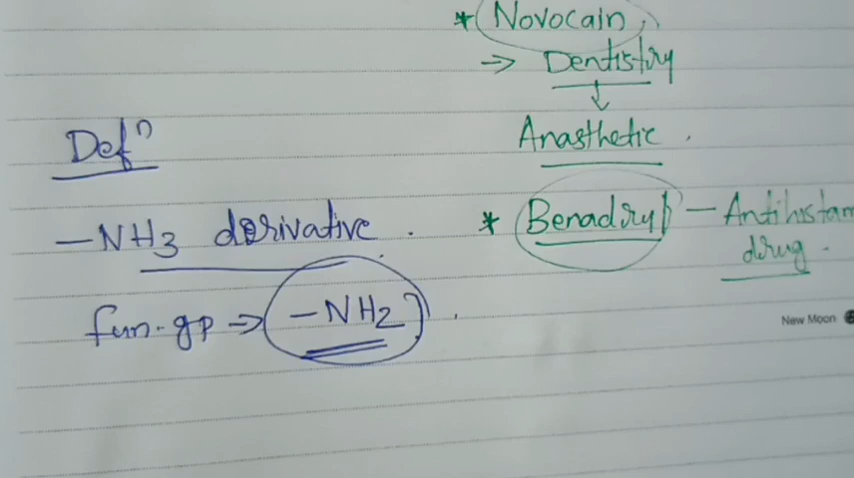 * Novocain
→ Dentistry
↓
Anasthetic .
Defⁿ
-NH3 derivative .
* Benadryl - Antihistam
drug .
fun. gp → -NH2 .
New Moon